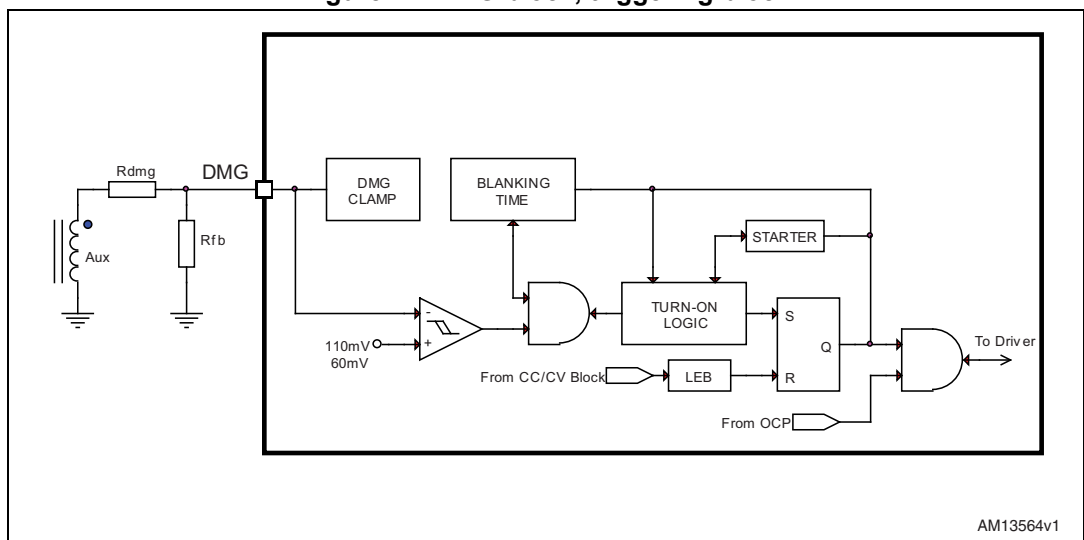 Rdmg
DMG
Rfb
Aux
DMG
CLAMP
BLANKING
TIME
STARTER
TURN-ON
LOGIC
110mV
60mV
-
+
S
Q
R
From CC/CV Block
LEB
From OCP
To Driver
AM13564v1